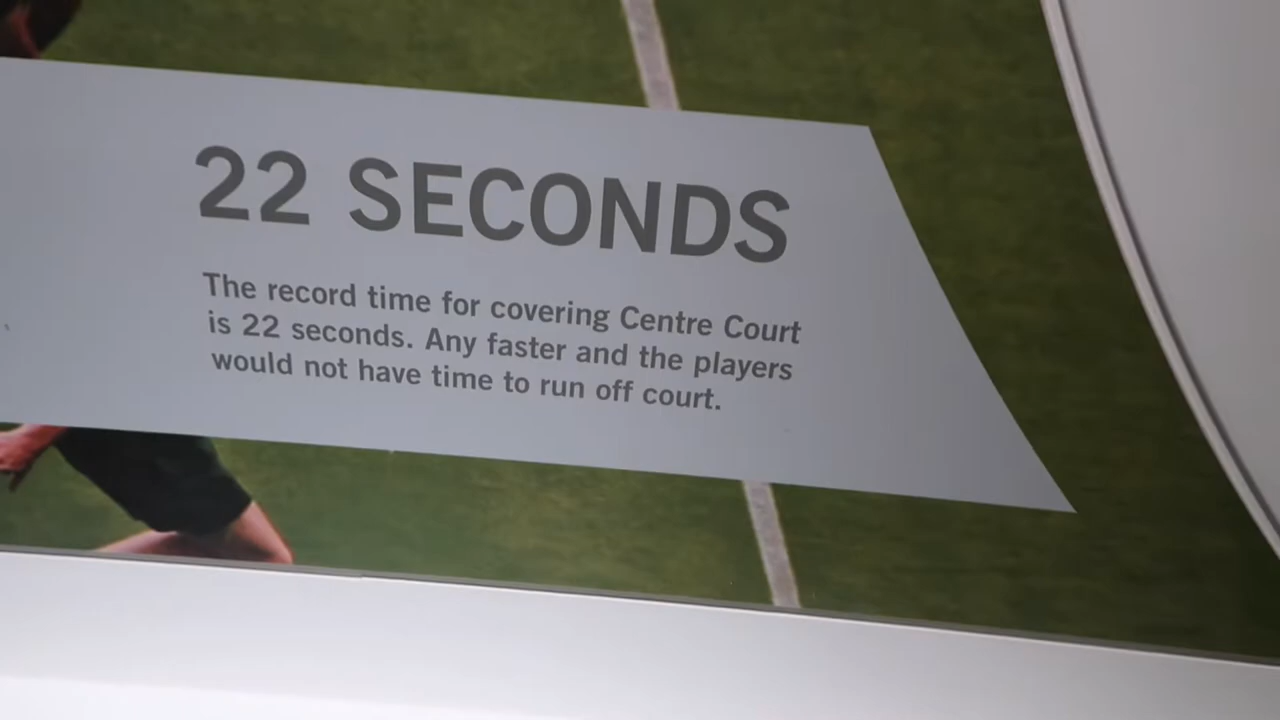 22 SECONDS
The record time for covering Centre Court
is 22 seconds. Any faster and the players
would not have time to run off court.